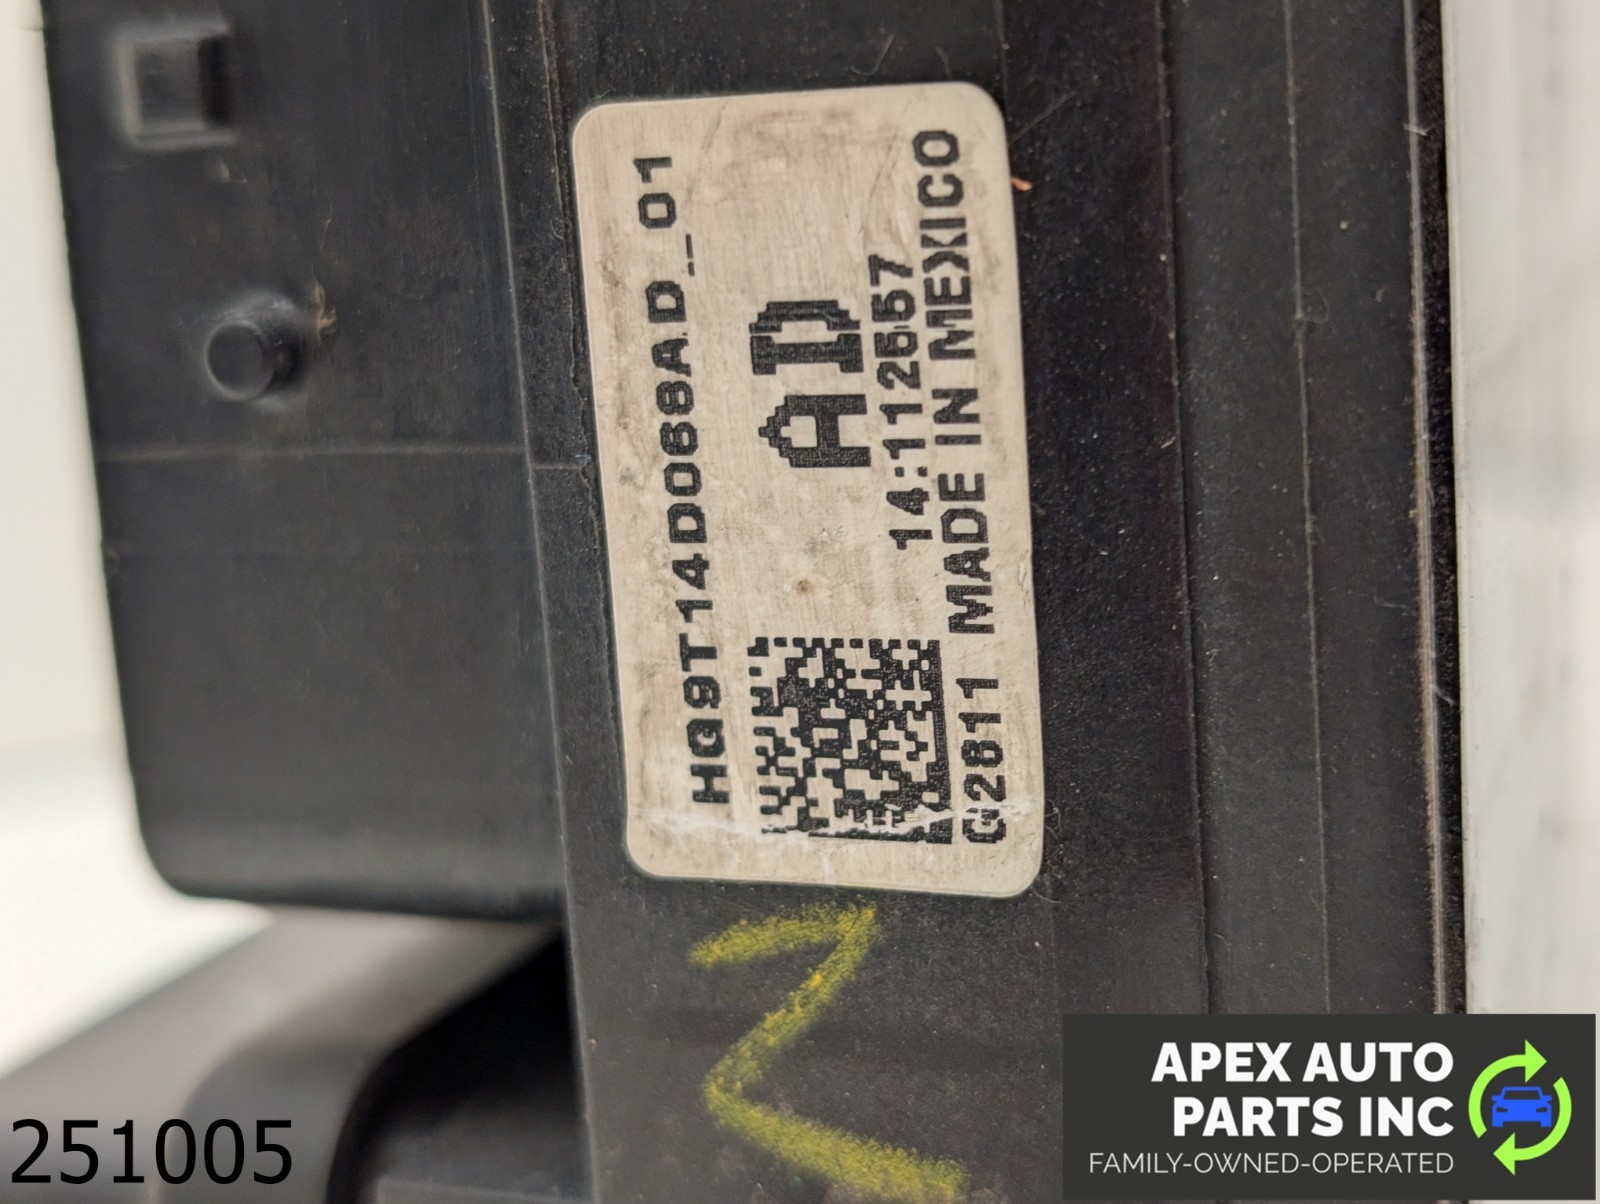 HG9T14D068AD_01
AD
14:112557
G2811 MADE IN MEXICO
251005
APEX AUTO
PARTS INC
FAMILY-OWNED-OPERATED